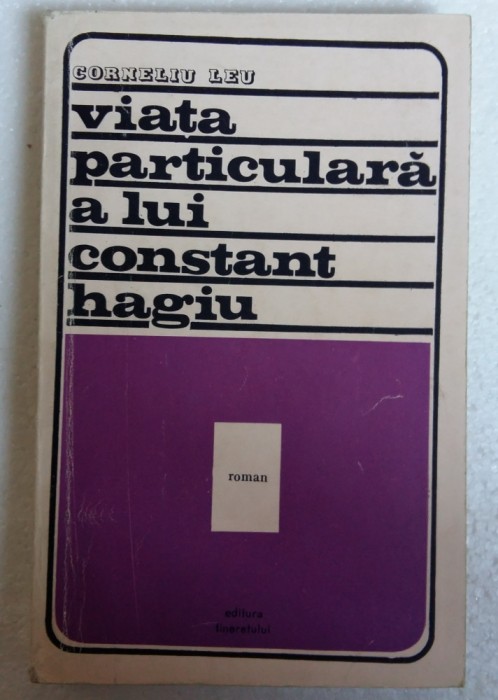 CORNELIU LEU
viața
particulară
a lui
constant
hagiu
roman
editura
tineretului